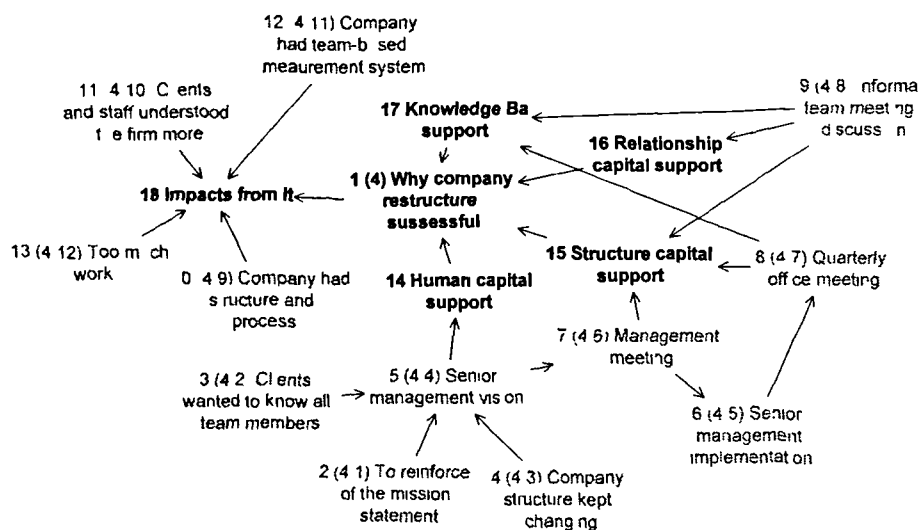 12 4 11) Company
had team-b sed
meaurement system
11 4 10 C ents
and staff understood
t e firm more
17 Knowledge Ba
support
9 (4 8 nforma
team meet ng
d scuss n
16 Relationship
capital support
1 (4) Why company
restructure
sussessful
18 Impacts from It
13 (4 12) Too m ch
work
0 4 9) Company had
s ructure and
process
14 Human capital
support
15 Structure capital
support
8 (4 7) Quarterly
off ce meeting
7 (4 6) Management
meeting
3 (4 2 Cl ents
wanted to know all
team members
5 (4 4) Senior
management vis on
6 (4 5) Senior
management
implementat on
2 (4 1) To reinforce
of the mission
statement
4 (4 3) Company
structure kept
chang ng